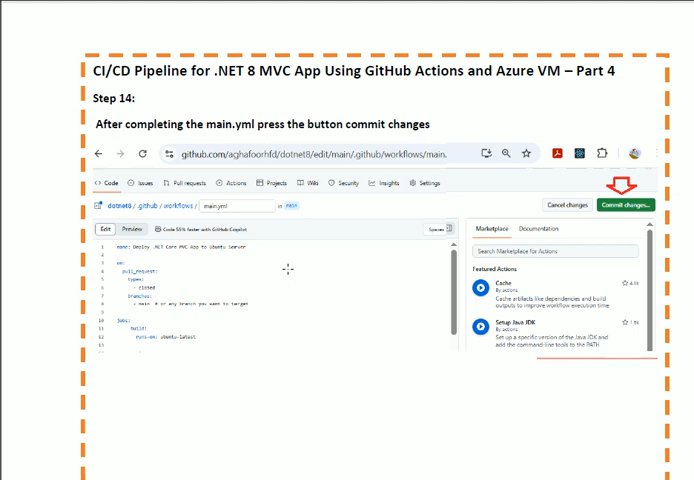 CI/CD Pipeline for .NET 8 MVC App Using GitHub Actions and Azure VM – Part 4
Step 14:
After completing the main.yml press the button commit changes
github.com/aghafoorhfd/dotnet8/edit/main/.github/workflows/main.
Code Issues Pull requests Actions Projects Wiki Security Insights Settings
dotnet8 / .github / workflows / main.yml in main Cancel changes Commit changes...
Edit Preview Code 55% faster with GitHub Copilot Spaces Marketplace Documentation
1 name: Deploy .NET Core MVC App to Ubuntu Server
2
3 on:
4 pull_request:
5 types:
6 - closed
7 branches:
8 - main # or any branch you want to target
9
10 jobs:
11 build:
12 runs-on: ubuntu-latest
13
Search Marketplace for Actions
Featured Actions
Cache
By actions
Cache artifacts like dependencies and build
outputs to improve workflow execution time
Setup Java JDK
By actions
Set up a specific version of the Java JDK and
add the command-line tools to the PATH